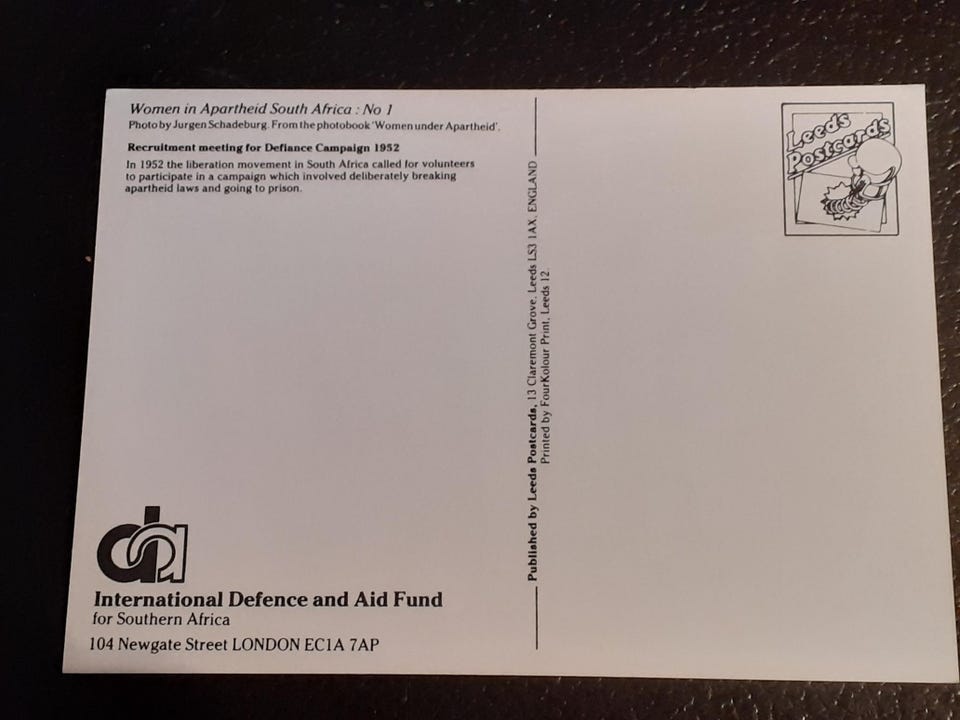 Women in Apartheid South Africa : No 1
Photo by Jurgen Schadeburg. From the photobook 'Women under Apartheid'.
Recruitment meeting for Defiance Campaign 1952
In 1952 the liberation movement in South Africa called for volunteers
to participate in a campaign which involved deliberately breaking
apartheid laws and going to prison.
da
International Defence and Aid Fund
for Southern Africa
104 Newgate Street LONDON EC1A 7AP
Published by Leeds Postcards, 13 Claremont Grove, Leeds LS3 1AX, ENGLAND
Printed by FourKolour Print, Leeds 12.
Leeds
Postcards